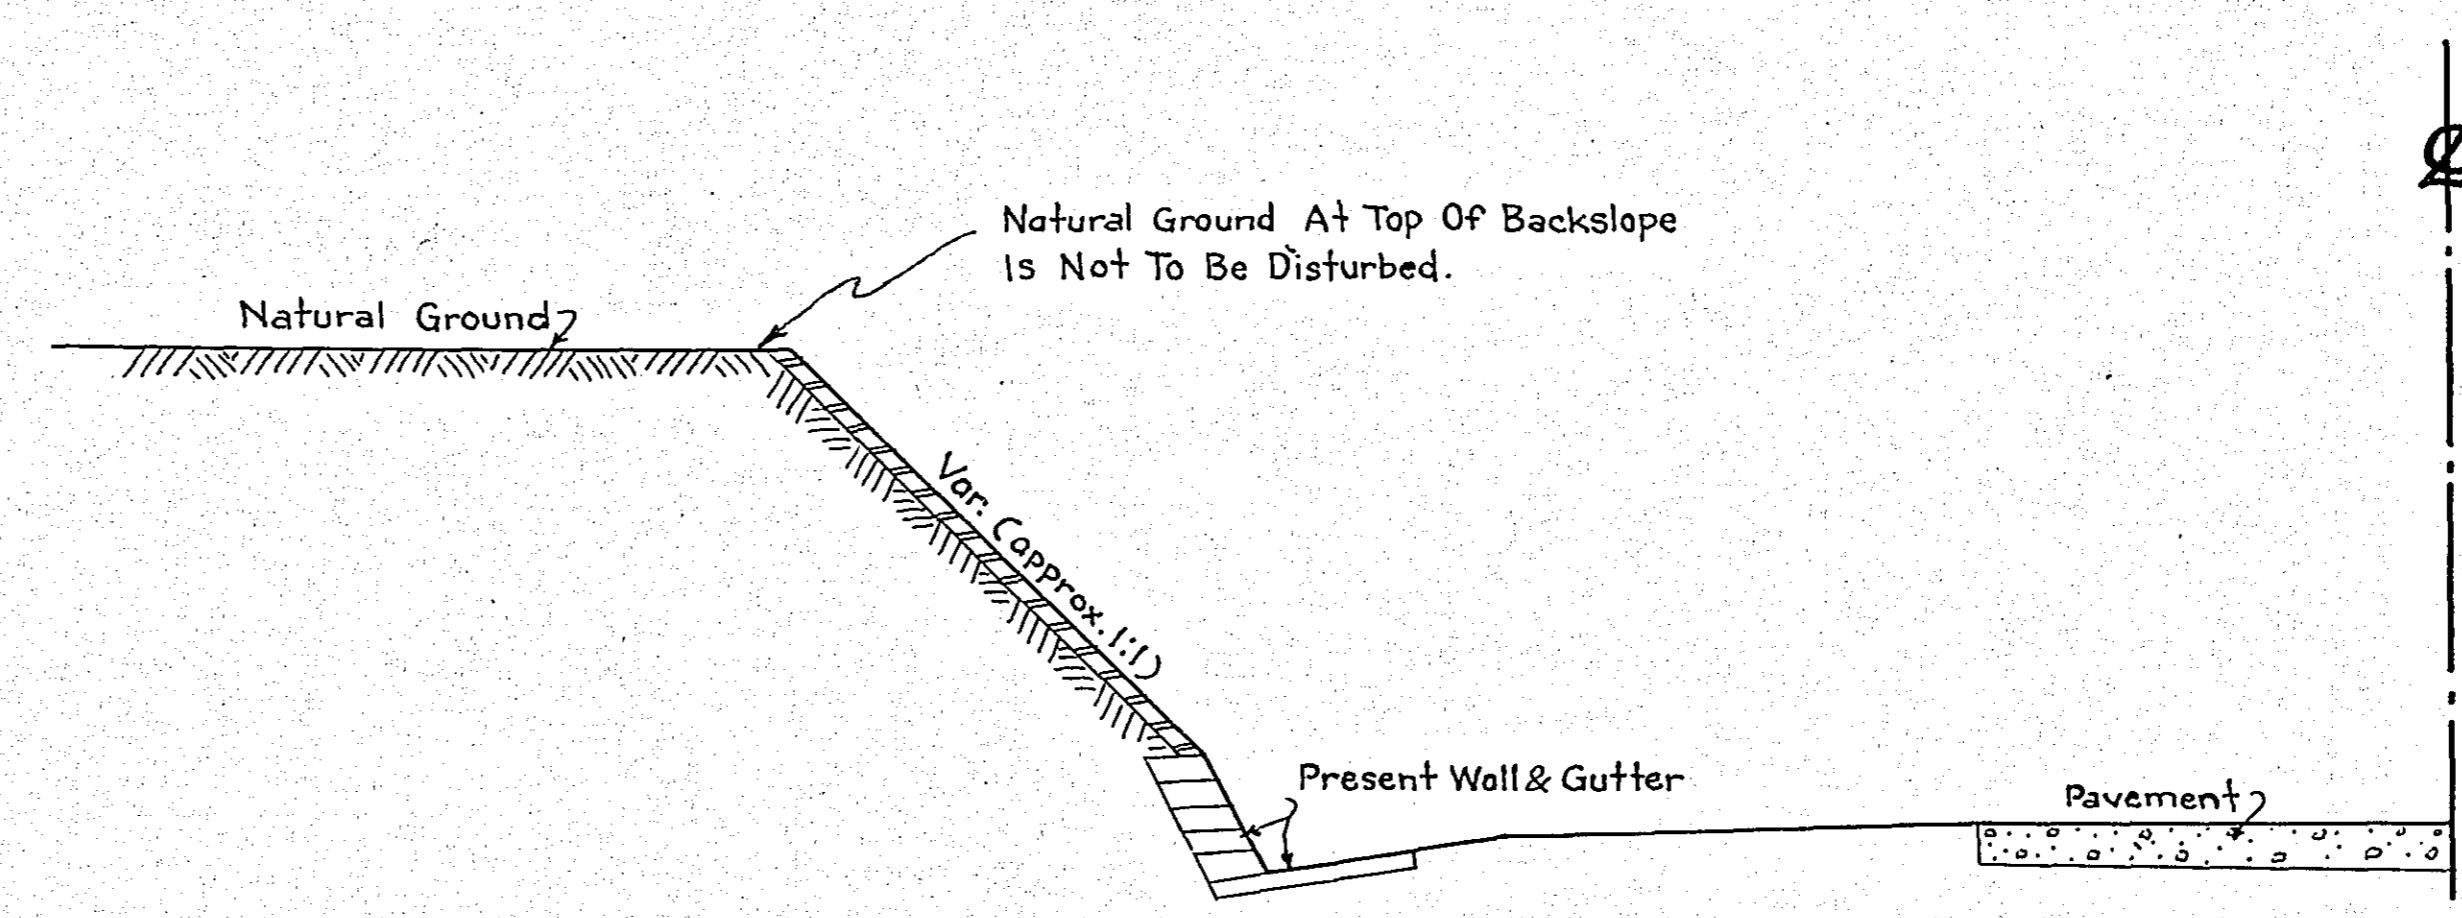 ℄
Natural Ground At Top Of Backslope
Is Not To Be Disturbed.
Natural Ground
Var. (approx. 1:1)
Present Wall & Gutter
Pavement